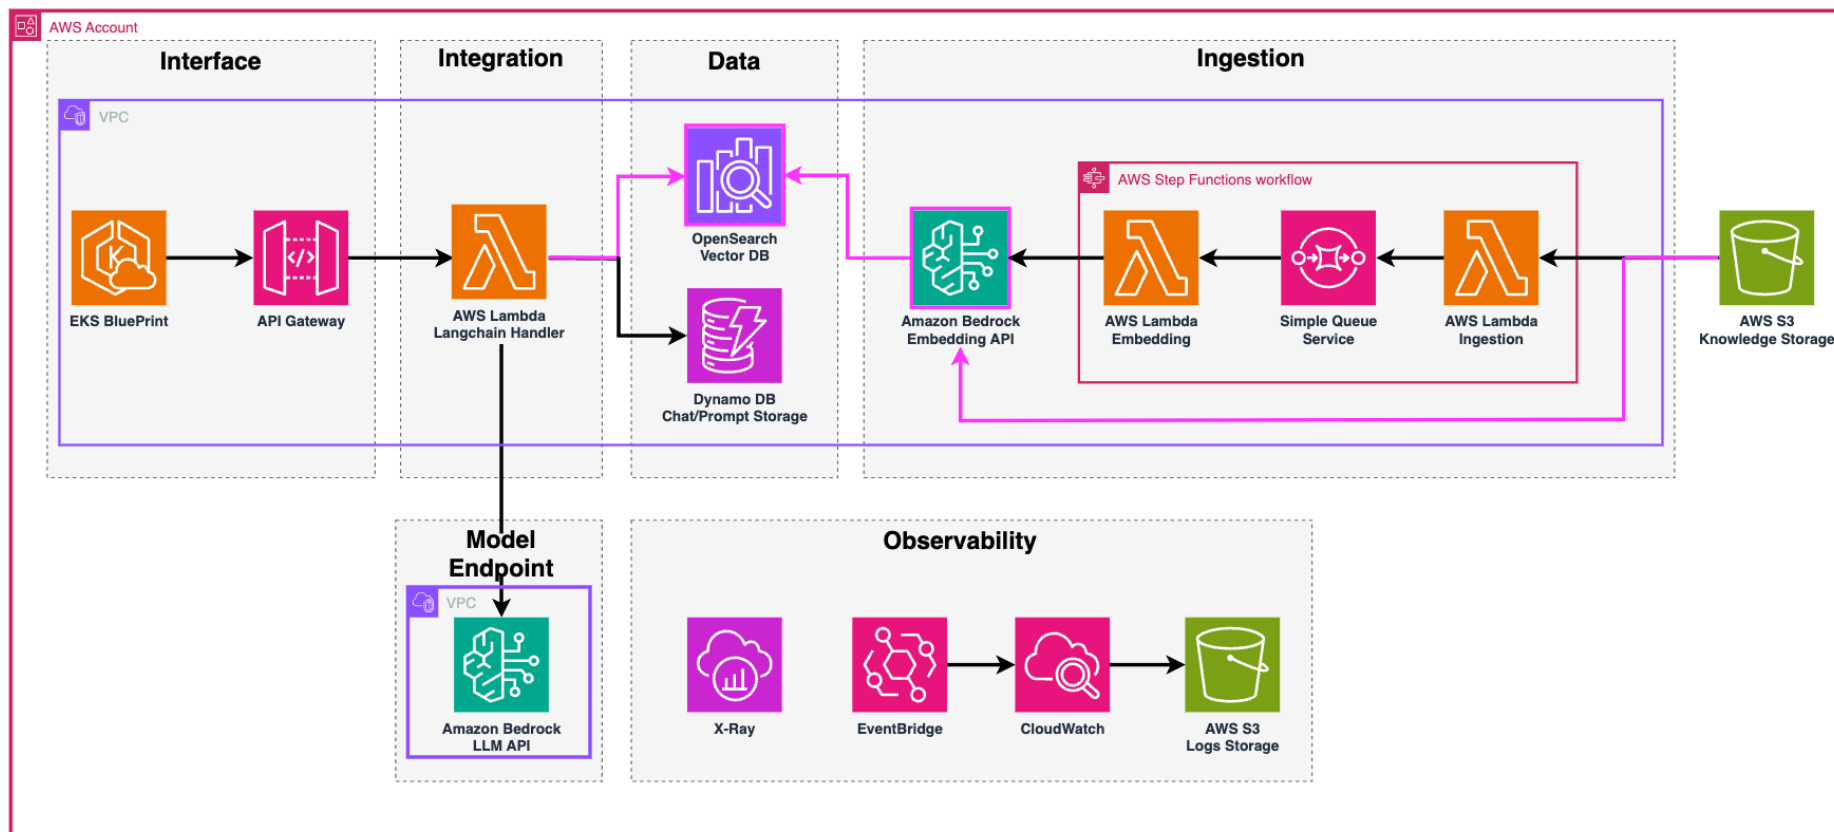 AWS Account
Interface
Integration
Data
Ingestion
VPC
AWS Step Functions workflow
EKS BluePrint
API Gateway
AWS Lambda
Langchain Handler
OpenSearch
Vector DB
Dynamo DB
Chat/Prompt Storage
Amazon Bedrock
Embedding API
AWS Lambda
Embedding
Simple Queue
Service
AWS Lambda
Ingestion
AWS S3
Knowledge Storage
Model
Endpoint
VPC
Amazon Bedrock
LLM API
Observability
X-Ray
EventBridge
CloudWatch
AWS S3
Logs Storage